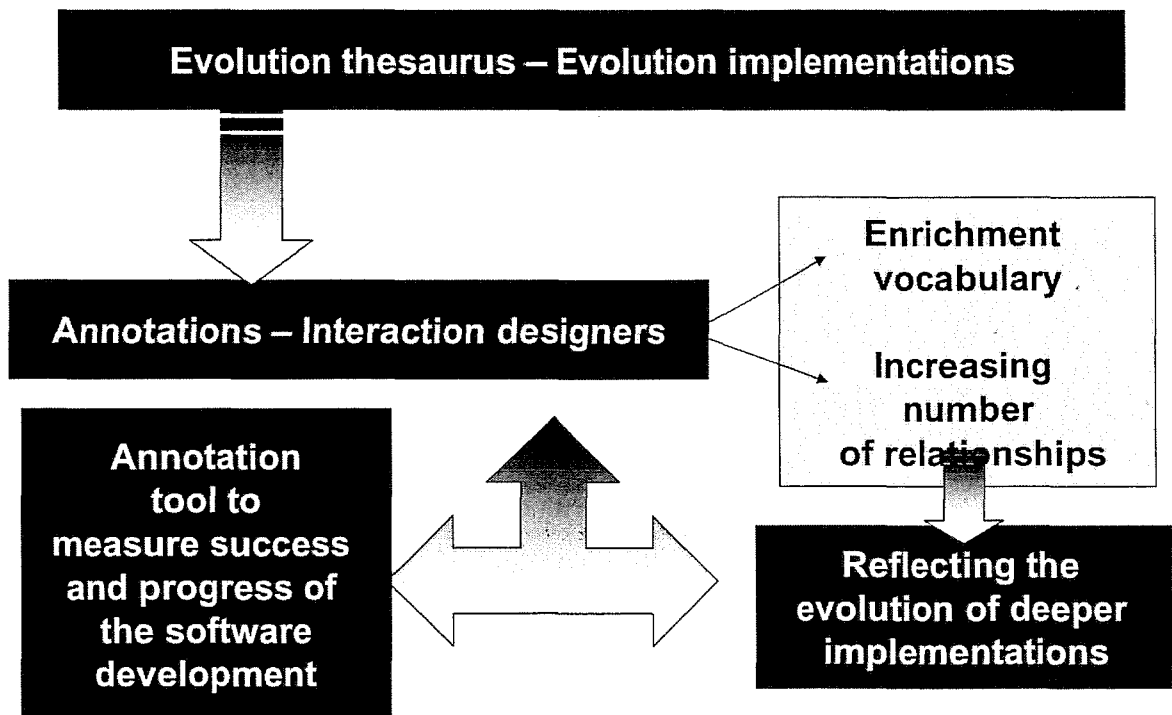 Evolution thesaurus – Evolution implementations
Enrichment
vocabulary
Annotations – Interaction designers
Increasing
number
of relationships
Annotation
tool to
measure success
and progress of
the software
development
Reflecting the
evolution of deeper
implementations